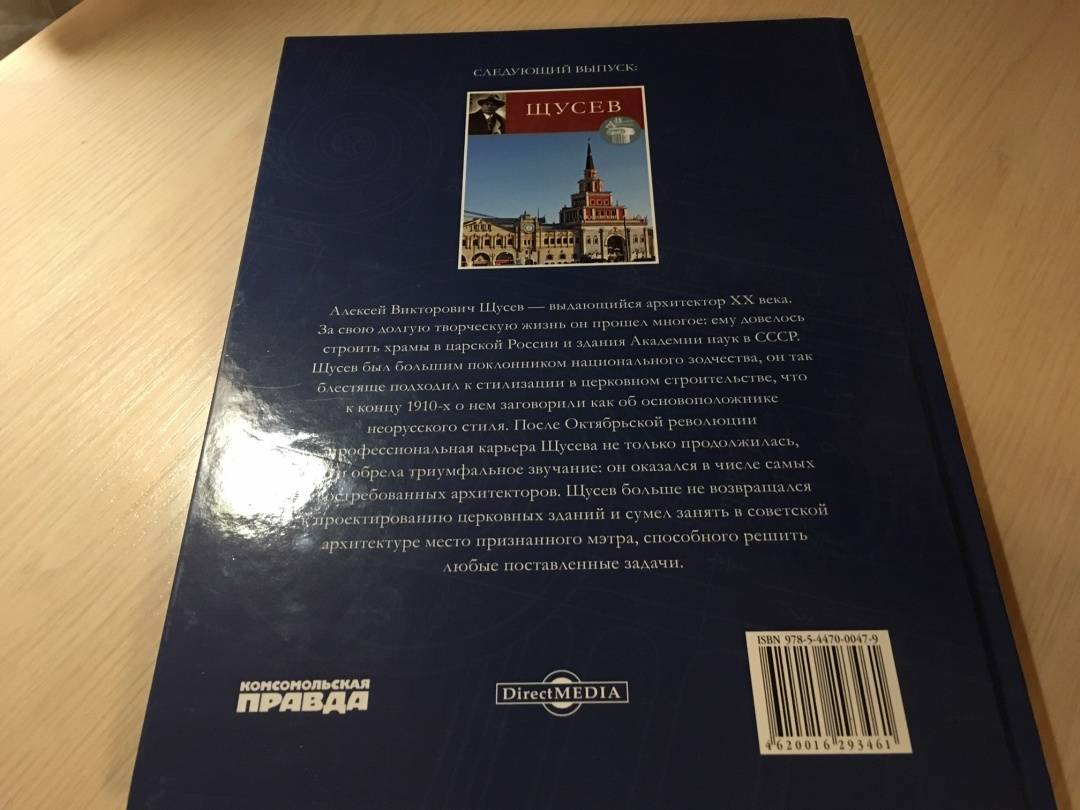 СЛЕДУЮЩИЙ ВЫПУСК:
ЩУСЕВ
Алексей Викторович Щусев — выдающийся архитектор XX века.
За свою долгую творческую жизнь он прошел многое: ему довелось
строить храмы в царской России и здания Академии наук в СССР.
Щусев был большим поклонником национального зодчества, он так
блестяще подходил к стилизации в церковном строительстве, что
к концу 1910-х о нем заговорили как об основоположнике
неорусского стиля. После Октябрьской революции
профессиональная карьера Щусева не только продолжилась,
и обрела триумфальное звучание: он оказался в числе самых
востребованных архитекторов. Щусев больше не возвращался
к проектированию церковных зданий и сумел занять в советской
архитектуре место признанного мэтра, способного решить
любые поставленные задачи.
ISBN 978-5-4470-0047-9
КОМСОМОЛЬСКАЯ
ПРАВДА
DirectMEDIA
4620016 293461